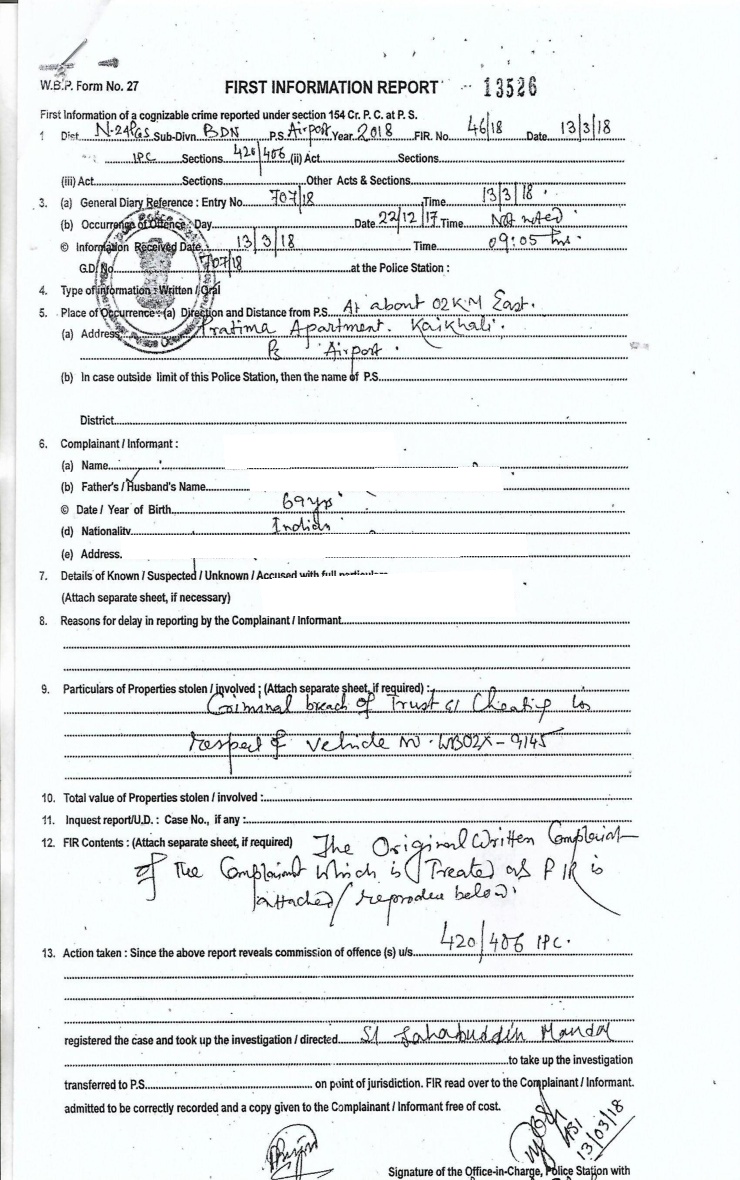 W.B.P. Form No. 27 FIRST INFORMATION REPORT 13526
First Information of a cognizable crime reported under section 154 Cr. P. C. at P. S.
1 Dist. N-24PGS Sub-Divn. BDN P.S. Airport Year 2018 FIR. No. 46/18 Date 13/3/18
IPC Sections 420/406 (ii) Act Sections
(iii) Act Sections Other Acts & Sections
3. (a) General Diary Reference : Entry No. 707/18 Time 13/3/18
(b) Occurrence of Offence : Day Date 22/12/17 Time Not noted
© Information Received Date 13/3/18 Time 09:05 hrs
G.D. No. 707/18 at the Police Station :
4. Type of information : Written / Oral
5. Place of Occurrence : (a) Direction and Distance from P.S. At about 02 KM East.
(a) Address Pratima Apartment. Kaikhali.
Ps Airport.
(b) In case outside limit of this Police Station, then the name of P.S.
District
6. Complainant / Informant :
(a) Name
(b) Father's / Husband's Name
© Date / Year of Birth 69 yrs
(d) Nationality Indian
(e) Address.
7. Details of Known / Suspected / Unknown / Accused with full particulars
(Attach separate sheet, if necessary)
8. Reasons for delay in reporting by the Complainant / Informant
9. Particulars of Properties stolen / involved ; (Attach separate sheet, if required) :
Criminal breach of Trust & Cheating in
respect of vehicle no. WB02X-9145
10. Total value of Properties stolen / involved :
11. Inquest report/U.D. : Case No., if any :
12. FIR Contents : (Attach separate sheet, if required) The Original Written Complaint
of the Complaint which is Treated as FIR is
attached / reproduce below.
13. Action taken : Since the above report reveals commission of offence (s) u/s 420/406 IPC.
registered the case and took up the investigation / directed SI Sahabuddin Mondal
to take up the investigation
transferred to P.S. on point of jurisdiction. FIR read over to the Complainant / Informant.
admitted to be correctly recorded and a copy given to the Complainant / Informant free of cost.
ASI
13/03/18
Signature of the Office-in-Charge, Police Station with